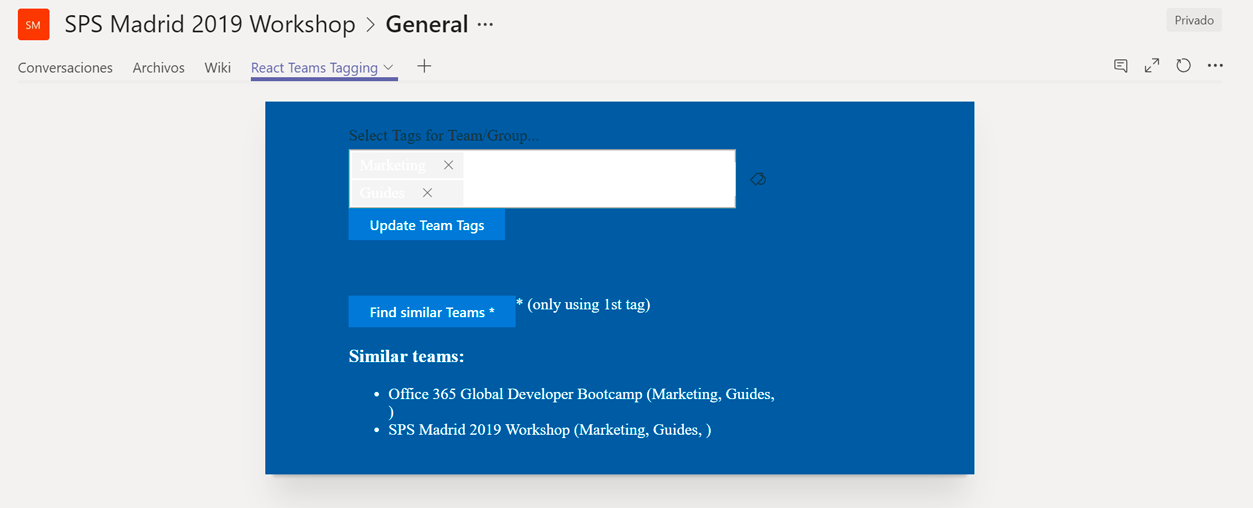 SM SPS Madrid 2019 Workshop > General ...
Privado
Conversaciones Archivos Wiki React Teams Tagging
Select Tags for Team/Group...
Marketing
Guides
Update Team Tags
Find similar Teams * * (only using 1st tag)
Similar teams:
• Office 365 Global Developer Bootcamp (Marketing, Guides,
)
• SPS Madrid 2019 Workshop (Marketing, Guides, )